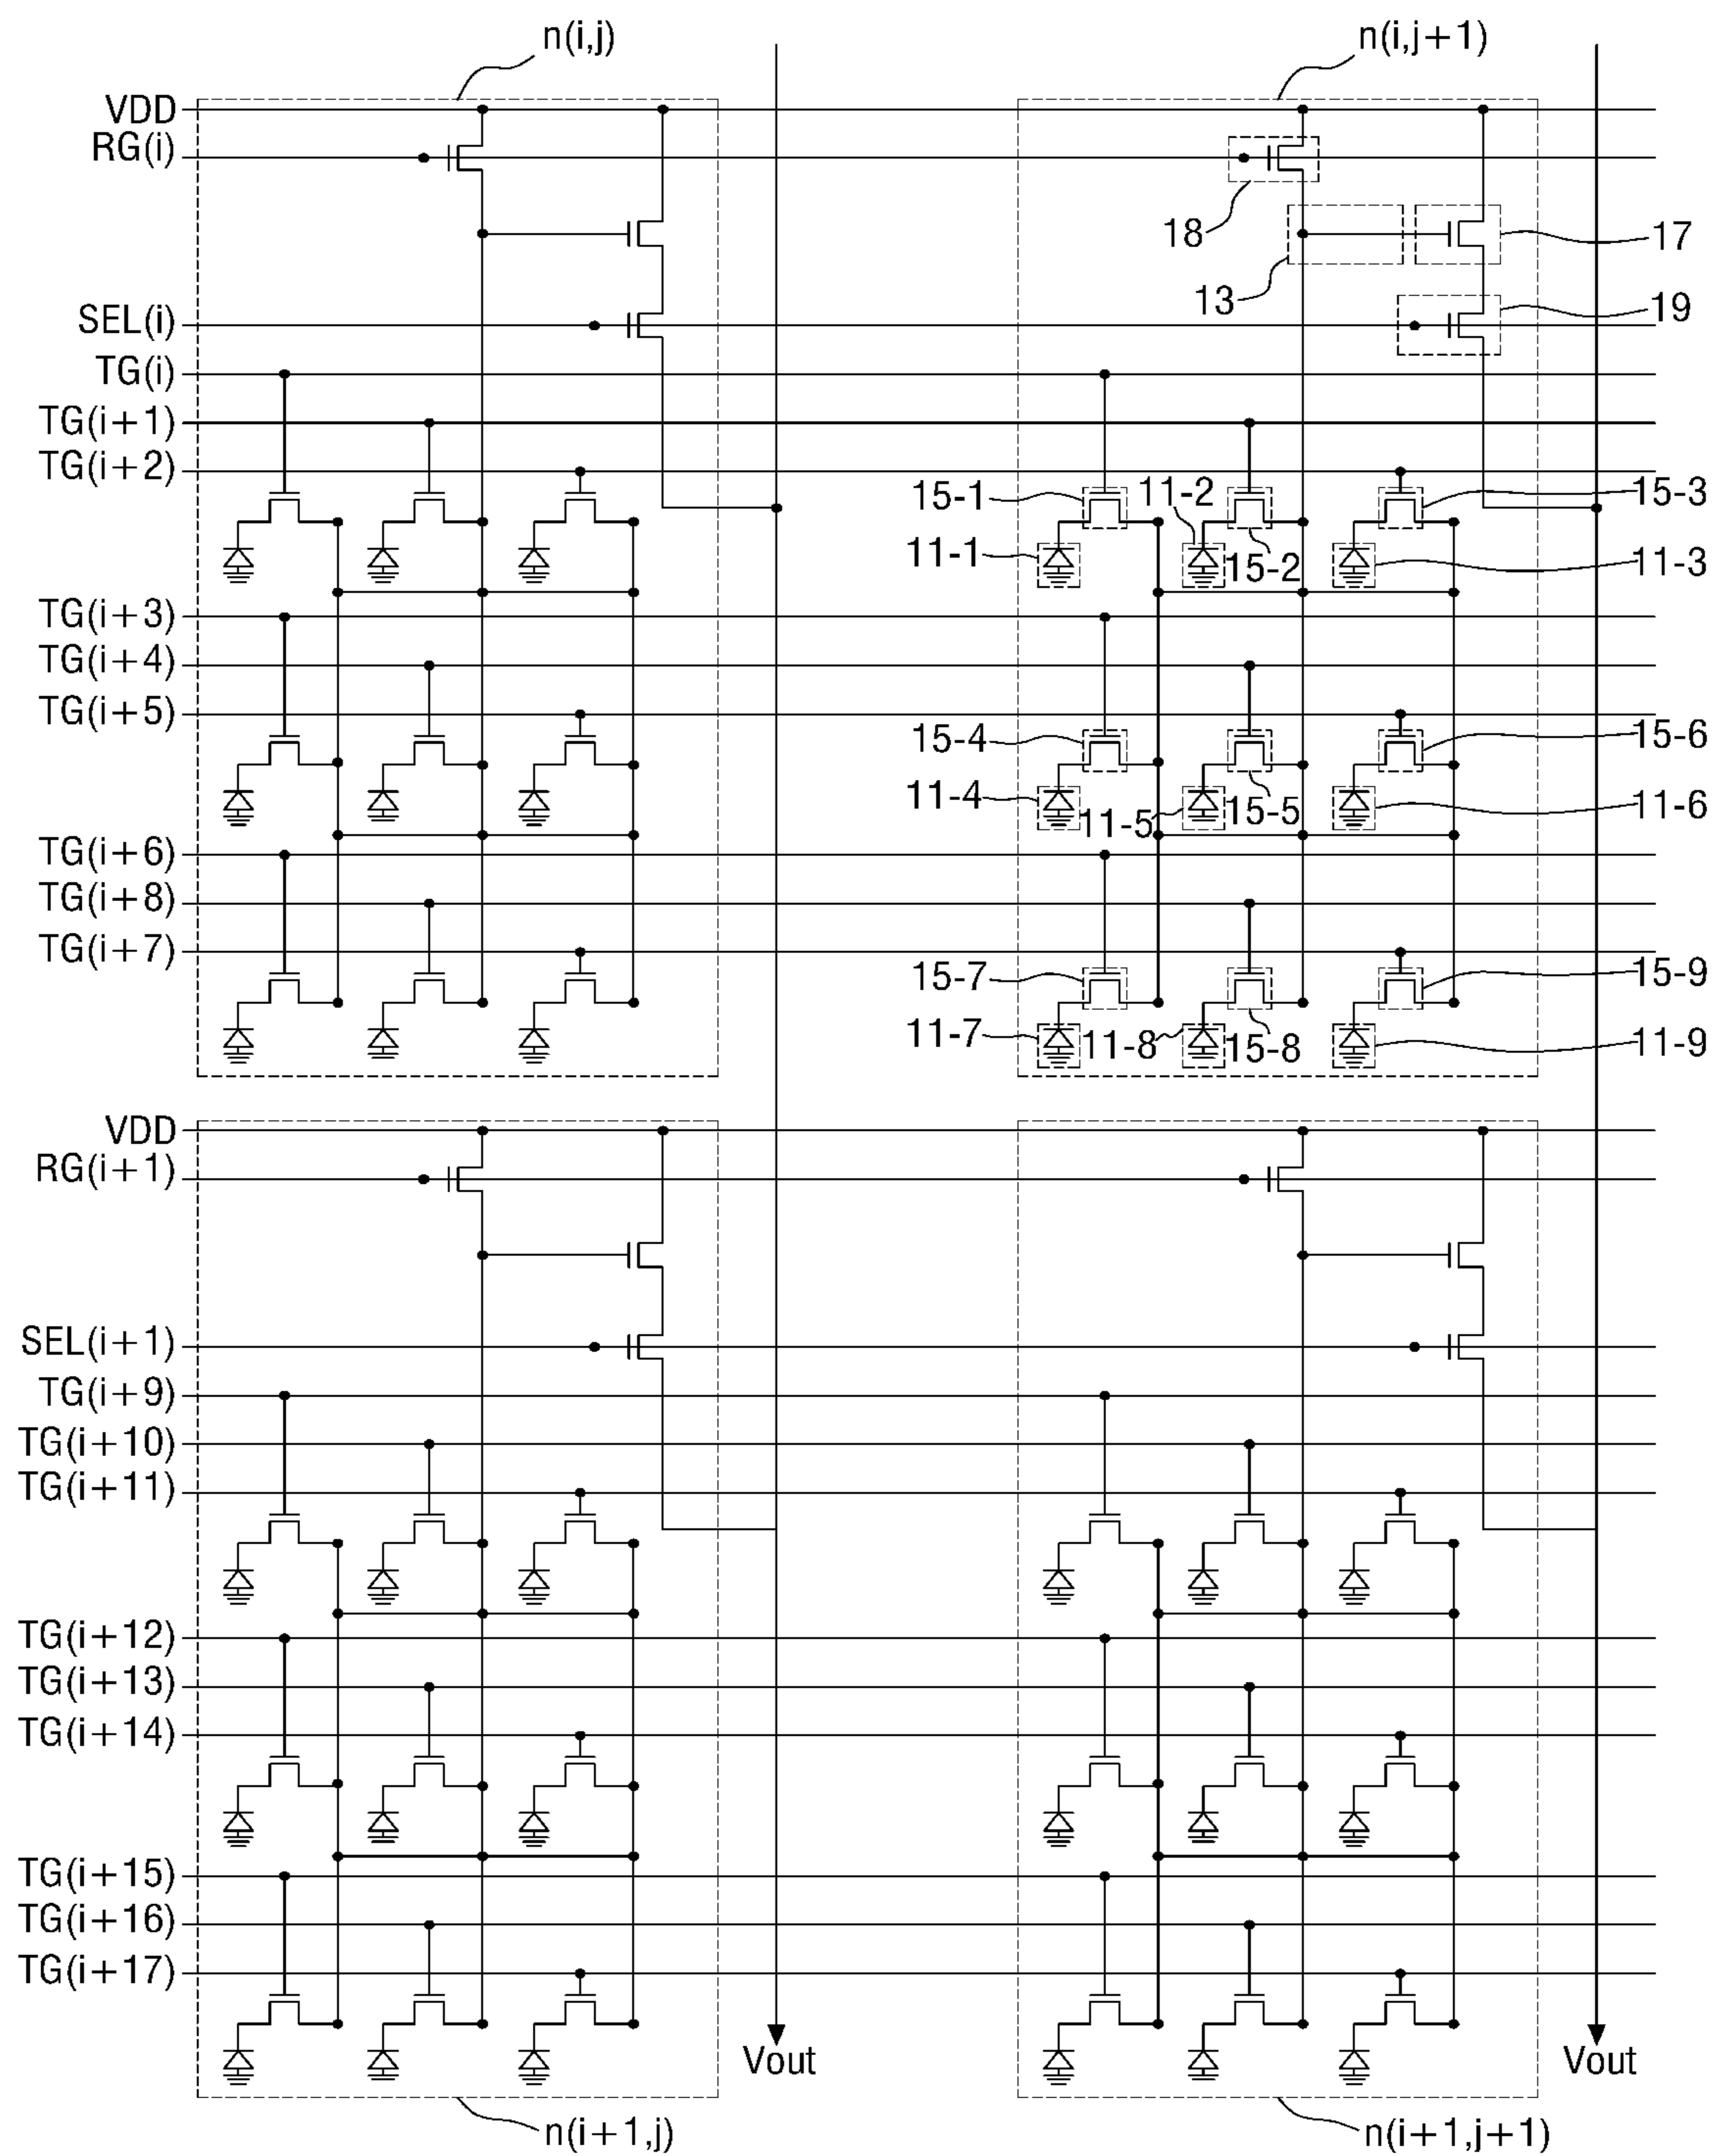 n(i,j)
n(i,j+1)
VDD
RG(i)
18
17
13
SEL(i)
19
TG(i)
TG(i+1)
TG(i+2)
15-1
11-2
15-3
11-1
15-2
11-3
TG(i+3)
TG(i+4)
TG(i+5)
15-4
15-6
11-4
11-5
15-5
11-6
TG(i+6)
TG(i+8)
TG(i+7)
15-7
15-9
11-7
11-8
15-8
11-9
VDD
RG(i+1)
SEL(i+1)
TG(i+9)
TG(i+10)
TG(i+11)
TG(i+12)
TG(i+13)
TG(i+14)
TG(i+15)
TG(i+16)
TG(i+17)
Vout
Vout
n(i+1,j)
n(i+1,j+1)